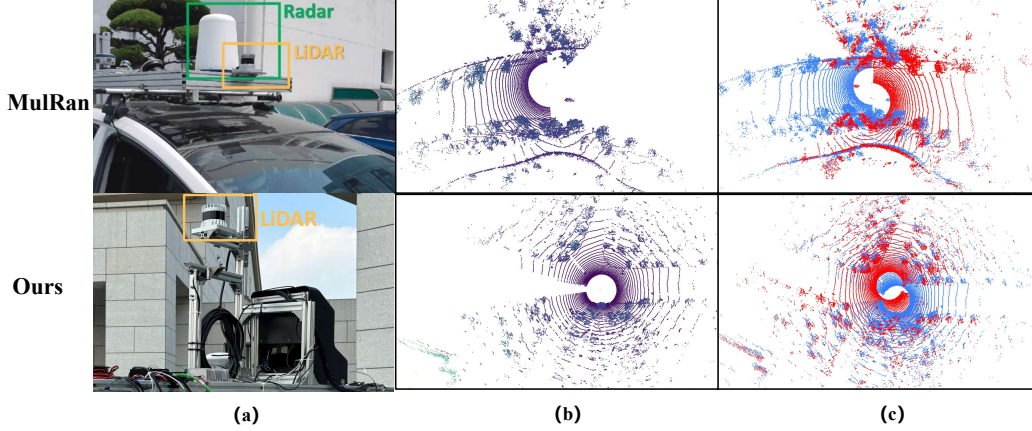 Radar
LiDAR
MulRan
LiDAR
Ours
(a)
(b)
(c)